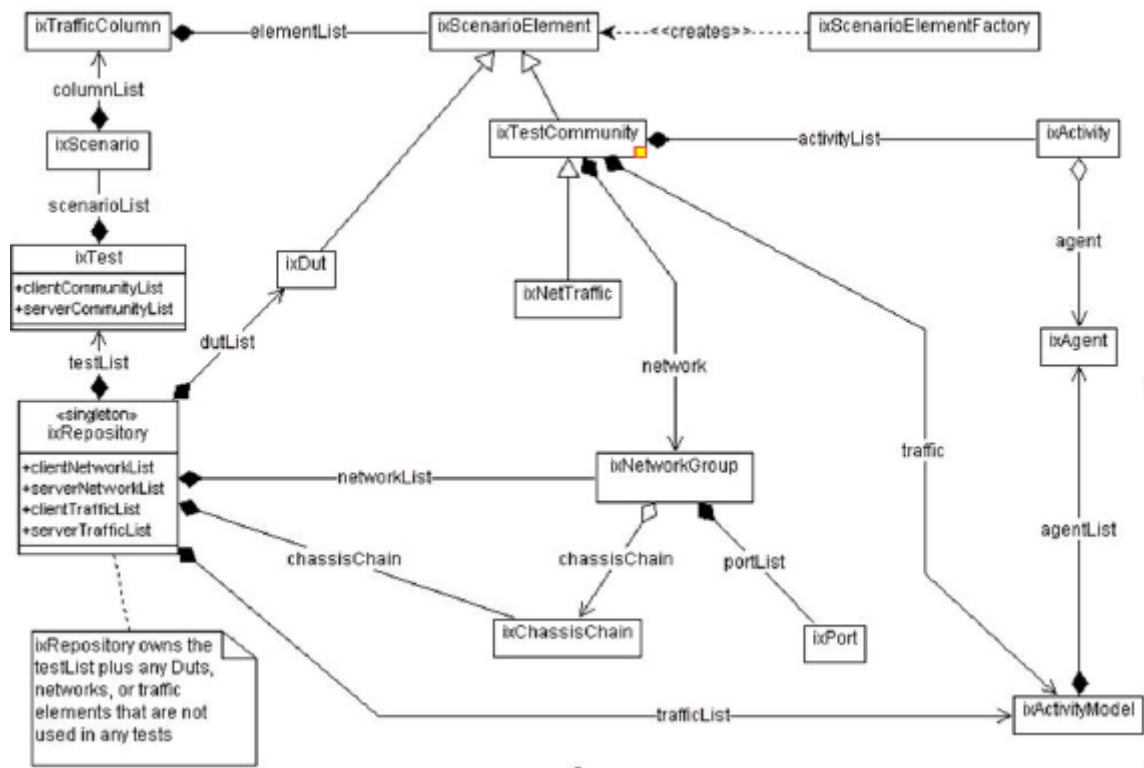 ixTrafficColumn
elementList
ixScenarioElement
<<creates>>
ixScenarioElementFactory
columnList
ixScenario
ixTestCommunity
activityList
ixActivity
scenarioList
ixTest
+clientCommunityList
+serverCommunityList
ixDut
ixNetTraffic
agent
testList
dutList
ixAgent
network
«singleton»
ixRepository
+clientNetworkList
+serverNetworkList
+clientTrafficList
+serverTrafficList
networkList
ixNetworkGroup
traffic
agentList
chassisChain
chassisChain
portList
ixChassisChain
ixPort
ixRepository owns the
testList plus any Duts,
networks, or traffic
elements that are not
used in any tests
trafficList
ixActivityModel